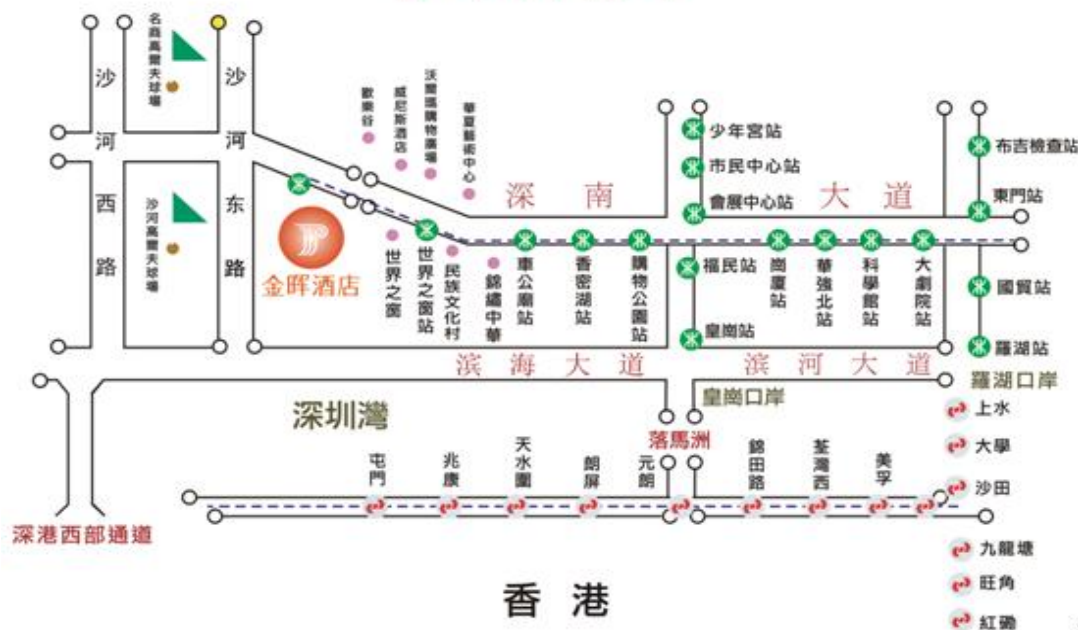 名商高爾夫球場
沙河西路
沙河东路
沙河高爾夫球場
歡樂谷
威尼斯酒店
沃爾瑪購物廣場
華夏藝術中心
深南大道
少年宮站
市民中心站
會展中心站
布吉檢查站
東門站
金暉酒店
世界之窗
世界之窗站
民族文化村
錦繡中華
車公廟站
香密湖站
購物公園站
福民站
崗廈站
華強北站
科學館站
大劇院站
國貿站
皇崗站
羅湖站
滨海大道
滨河大道
羅湖口岸
皇崗口岸
深圳灣
落馬洲
上水
大學
沙田
屯門
兆康
天水圍
朗屏
元朗
錦田路
荃灣西
美孚
深港西部通道
九龍塘
旺角
紅磡
香港